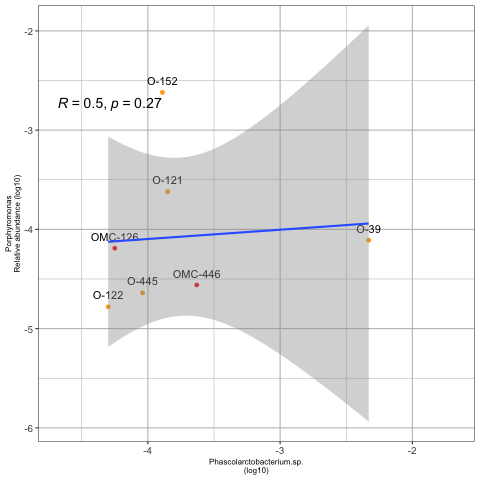 -2
O-152
R = 0.5, p = 0.27
-3
O-121
-4
OMC-126
O-39
OMC-446
O-445
O-122
-5
-6
-4
-3
-2
Phascolarctobacterium.sp.
(log10)
Porphyromonas
Relative abundance (log10)